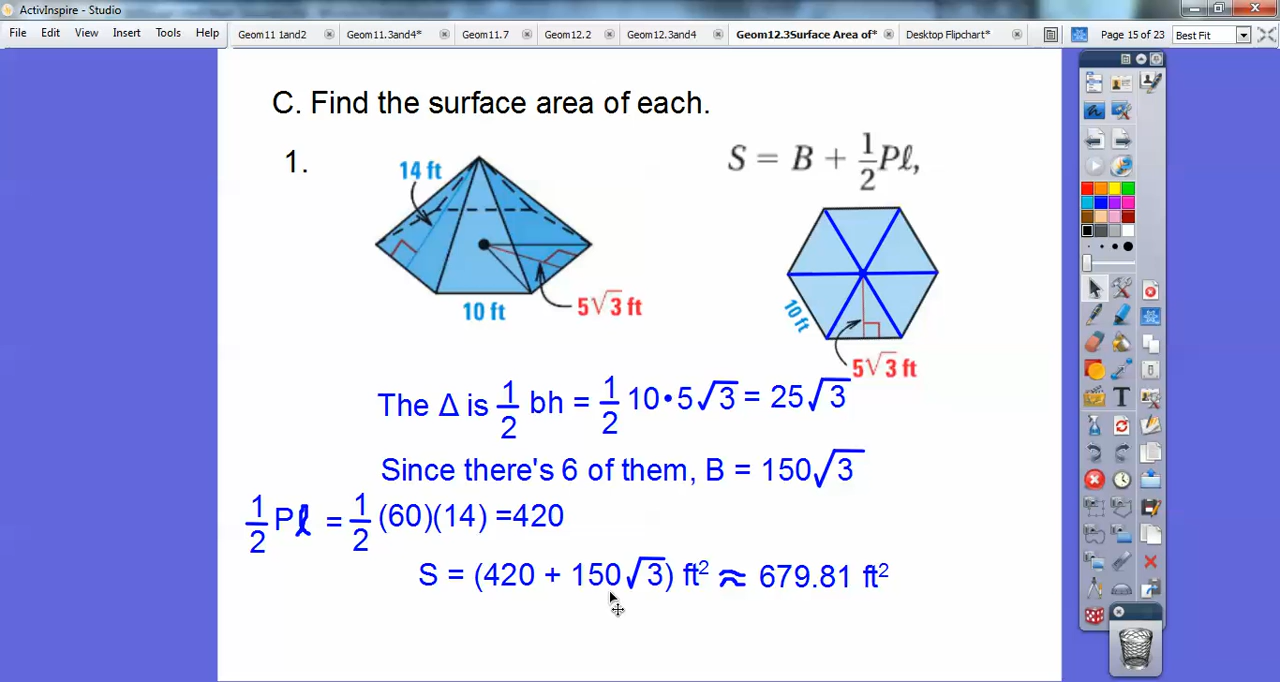 ActivInspire - Studio
File Edit View Insert Tools Help
Geom11 1and2 Geom11.3and4* Geom11.7 Geom12.2 Geom12.3and4 Geom12.3Surface Area of* Desktop Flipchart* Page 15 of 23 Best Fit
C. Find the surface area of each.
1.
14 ft
10 ft
5√3 ft
S = B + 1/2 Pℓ,
10 ft
5√3 ft
The Δ is 1/2 bh = 1/2 10•5√3 = 25√3
Since there's 6 of them, B = 150√3
1/2 Pℓ = 1/2 (60)(14) =420
S = (420 + 150√3) ft² ≈ 679.81 ft²